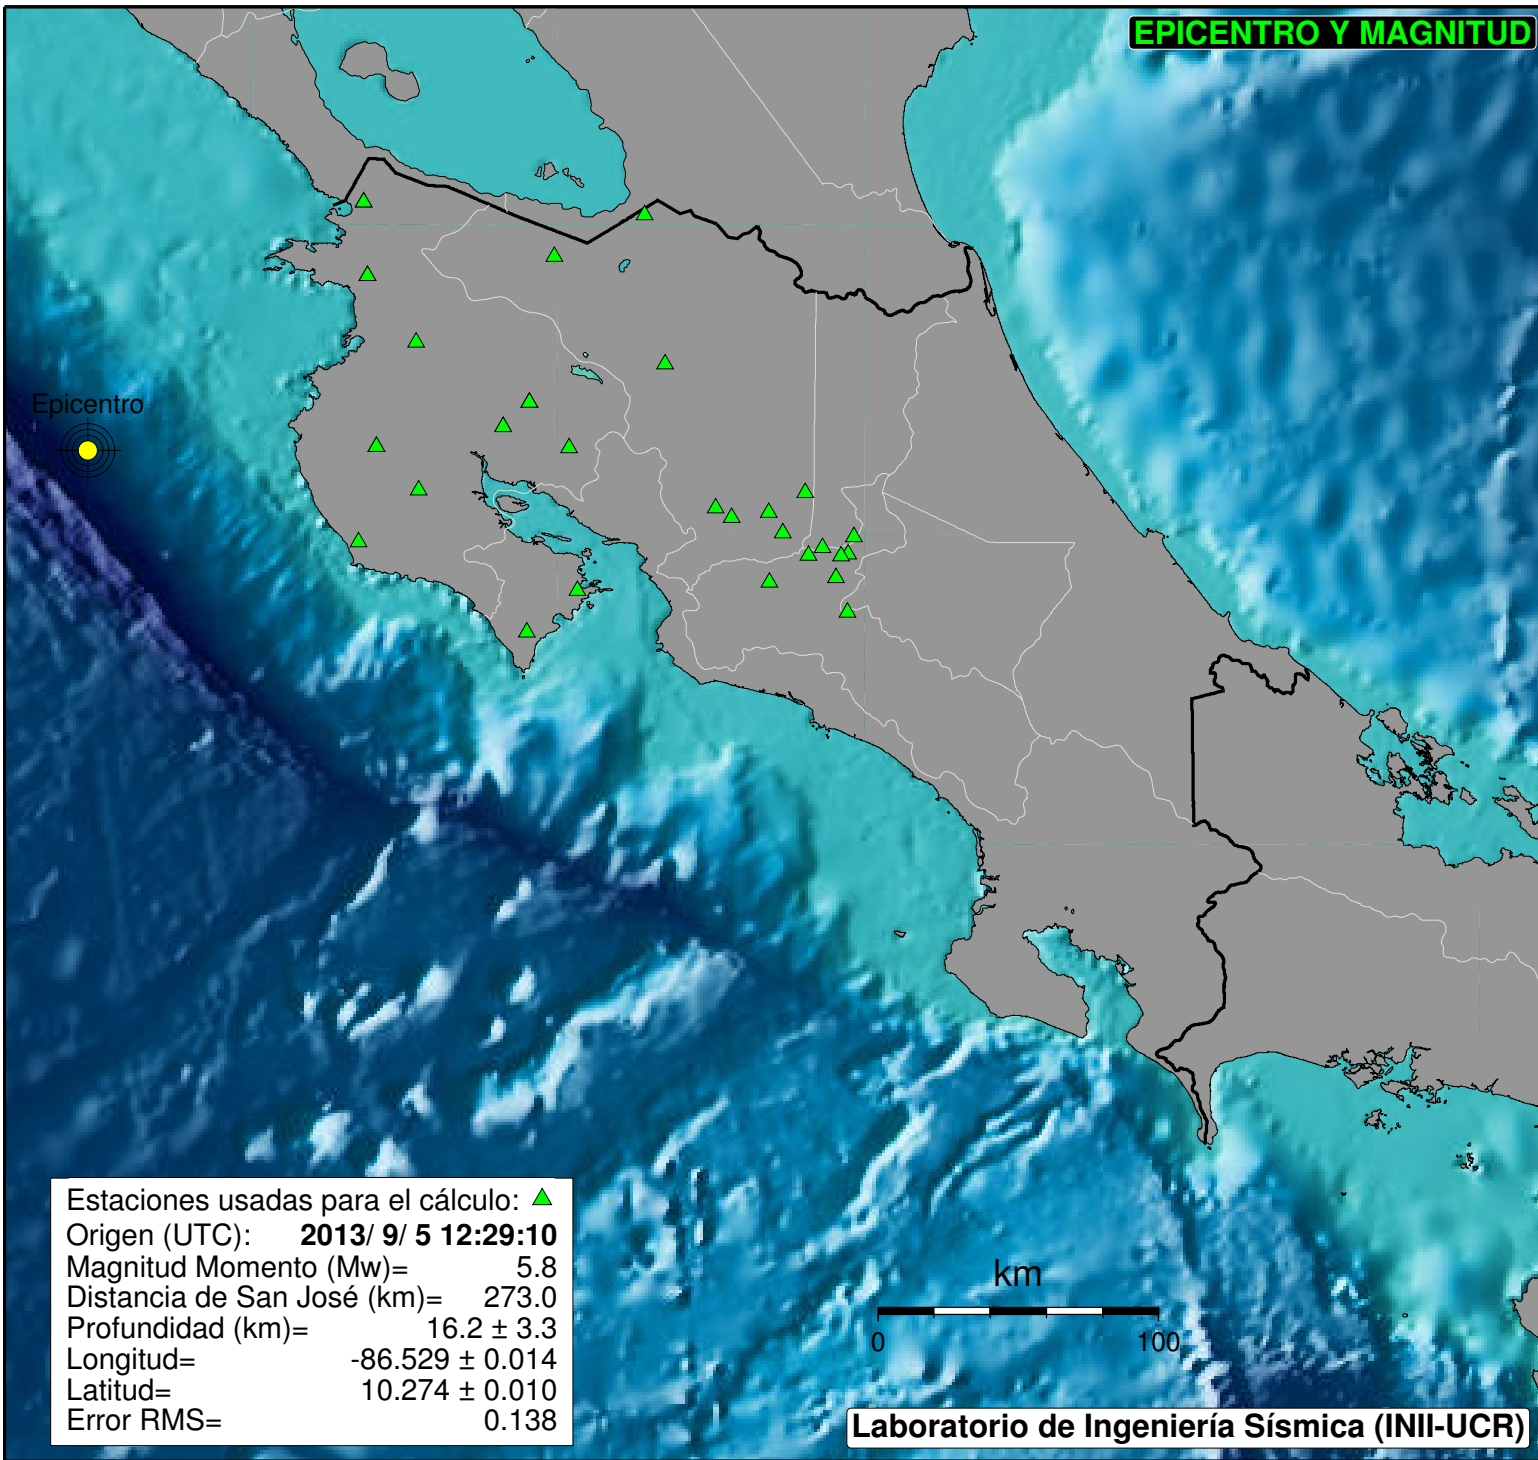 EPICENTRO Y MAGNITUD
Epicentro
Estaciones usadas para el cálculo:
Origen (UTC): 2013/ 9/ 5 12:29:10
Magnitud Momento (Mw)= 5.8
Distancia de San José (km)= 273.0
Profundidad (km)= 16.2 ± 3.3
Longitud= -86.529 ± 0.014
Latitud= 10.274 ± 0.010
Error RMS= 0.138
km
0 100
Laboratorio de Ingeniería Sísmica (INII-UCR)